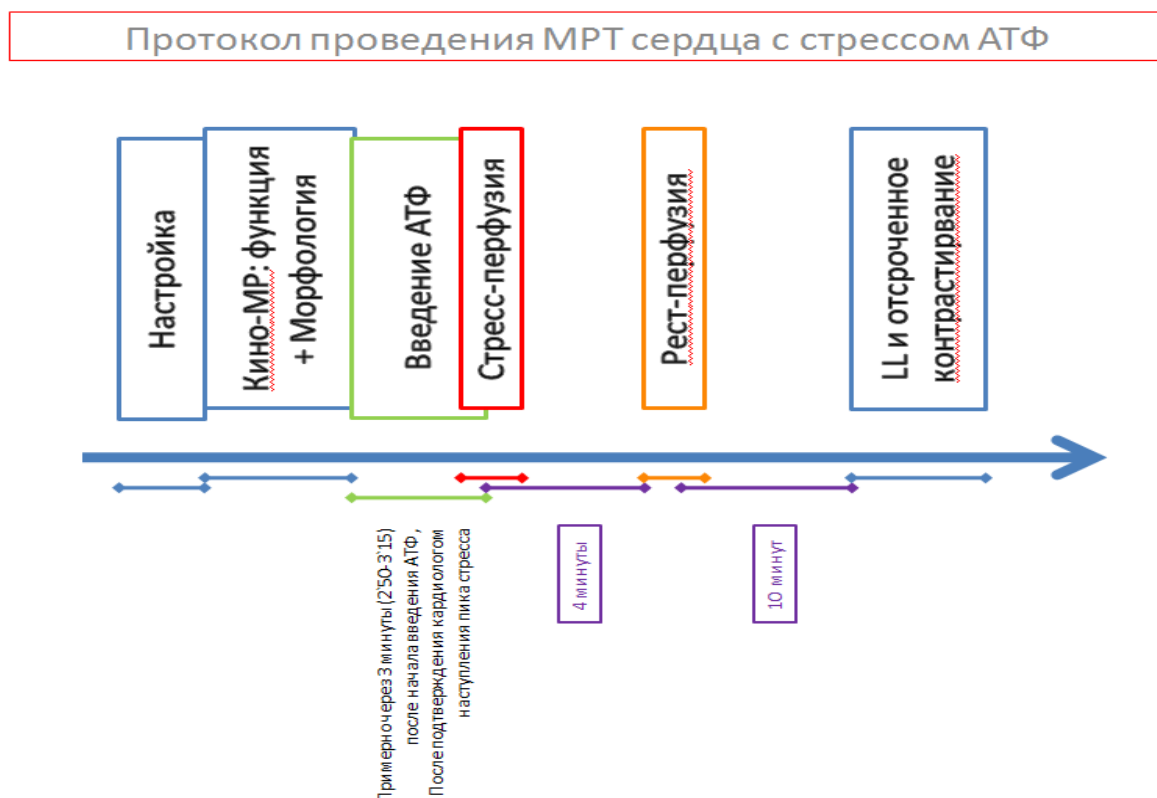 Протокол проведения МРТ сердца с стрессом АТФ
Настройка
Кино-МР: функция
+ Морфология
Введение АТФ
Стресс-перфузия
Рест-перфузия
LL и отсроченное
контрастирвание
Примерно через 3 минуты (2'50-3'15)
после начала введения АТФ,
После подтверждения кардиологом
наступления пика стресса
4 минуты
10 минут